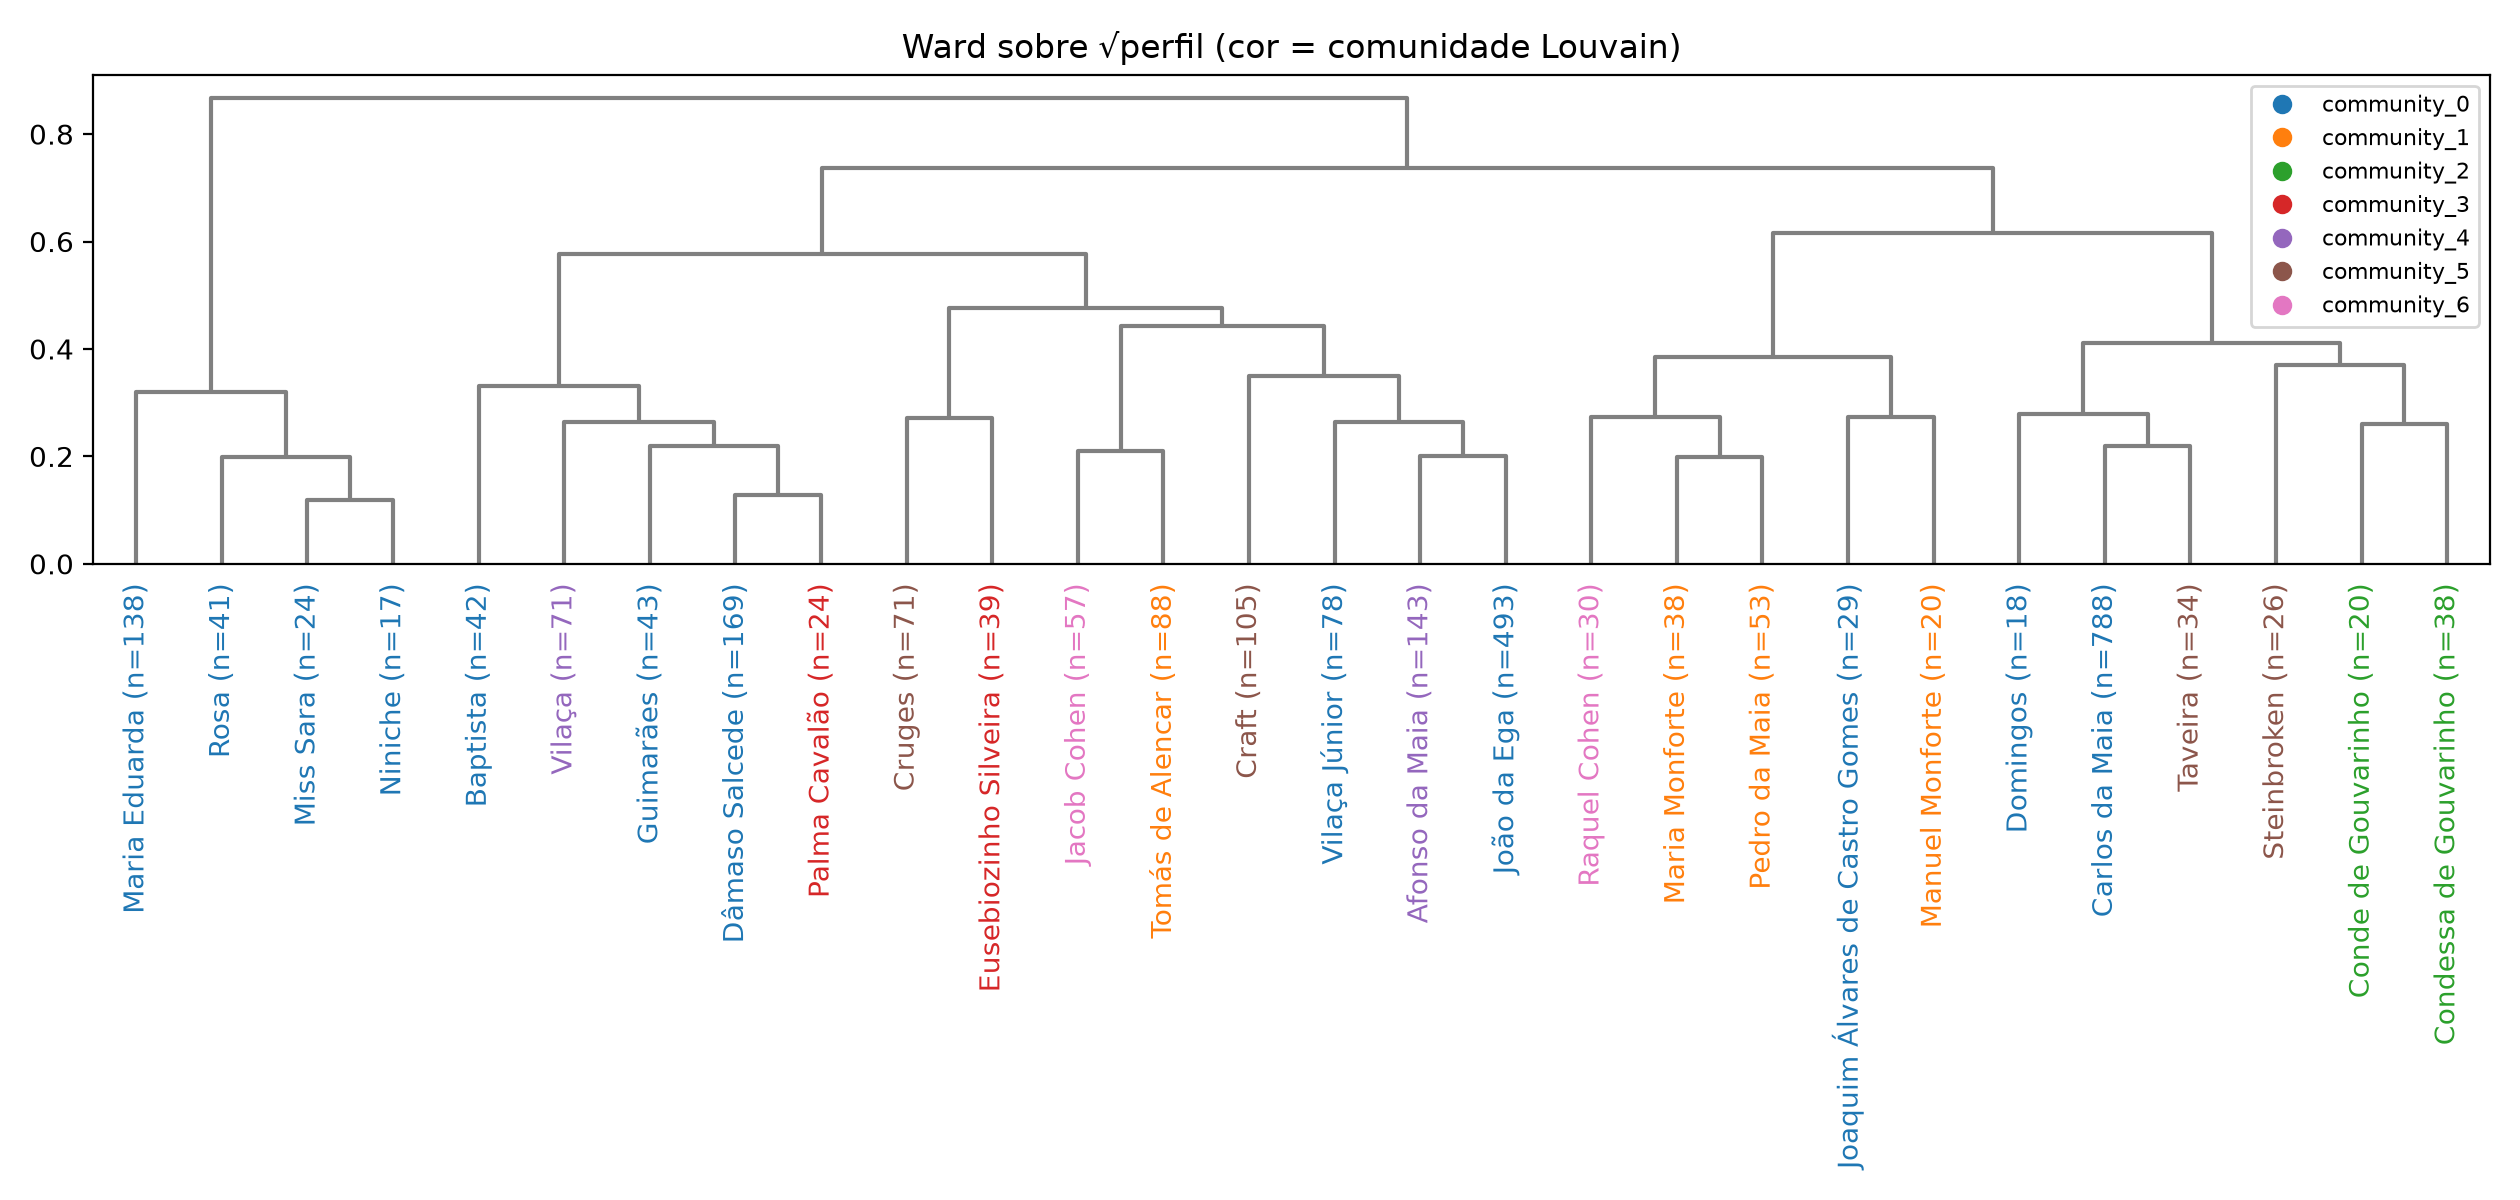 Ward sobre √perfil (cor = comunidade Louvain)
0.8
0.6
0.4
0.2
0.0
community_0
community_1
community_2
community_3
community_4
community_5
community_6
Maria Eduarda (n=138)
Rosa (n=41)
Miss Sara (n=24)
Niniche (n=17)
Baptista (n=42)
Vilaça (n=71)
Guimarães (n=43)
Dâmaso Salcede (n=169)
Palma Cavalão (n=24)
Cruges (n=71)
Eusebiozinho Silveira (n=39)
Jacob Cohen (n=57)
Tomás de Alencar (n=88)
Craft (n=105)
Vilaça Júnior (n=78)
Afonso da Maia (n=143)
João da Ega (n=493)
Raquel Cohen (n=30)
Maria Monforte (n=38)
Pedro da Maia (n=53)
Joaquim Álvares de Castro Gomes (n=29)
Manuel Monforte (n=20)
Domingos (n=18)
Carlos da Maia (n=788)
Taveira (n=34)
Steinbroken (n=26)
Conde de Gouvarinho (n=20)
Condessa de Gouvarinho (n=38)